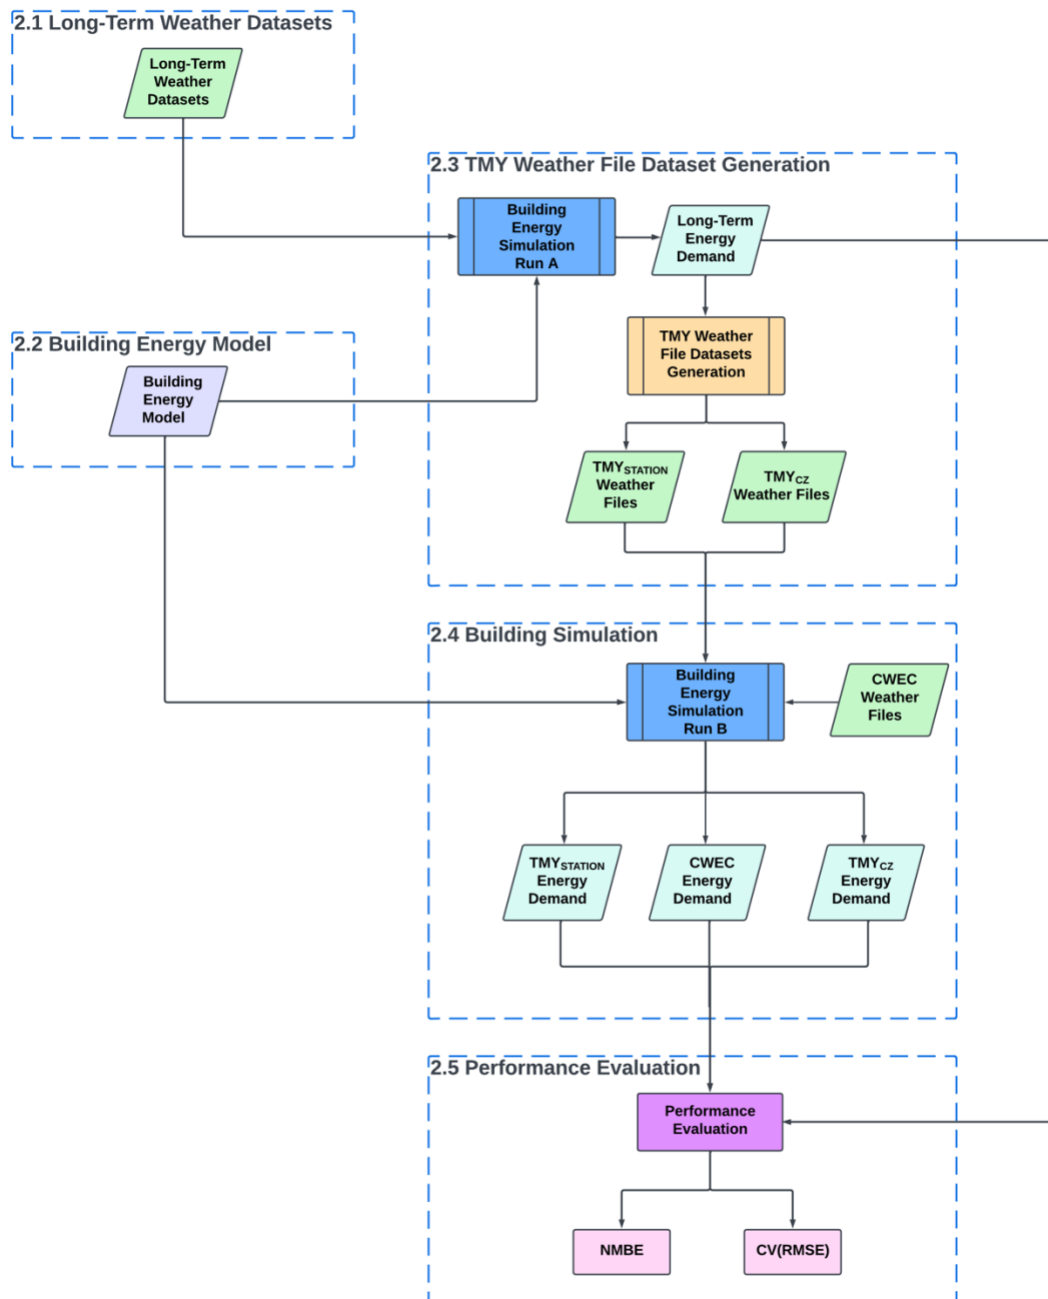 2.1 Long-Term Weather Datasets
Long-Term
Weather
Datasets
2.3 TMY Weather File Dataset Generation
Building
Energy
Simulation
Run A
Long-Term
Energy
Demand
2.2 Building Energy Model
Building
Energy
Model
TMY Weather
File Datasets
Generation
TMYSTATION
Weather
Files
TMYCZ
Weather Files
2.4 Building Simulation
Building
Energy
Simulation
Run B
CWEC
Weather
Files
TMYSTATION
Energy
Demand
CWEC
Energy
Demand
TMYCZ
Energy
Demand
2.5 Performance Evaluation
Performance
Evaluation
NMBE
CV(RMSE)